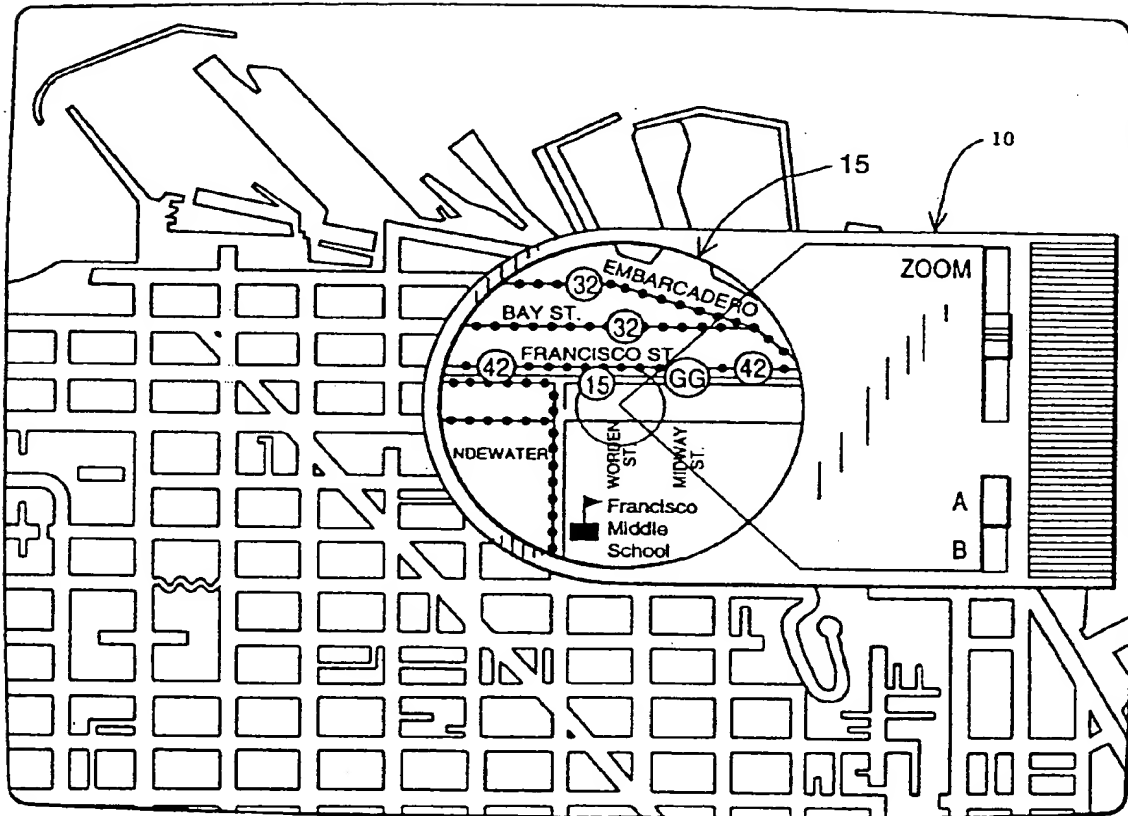 10
15
ZOOM
EMBARCADERO
32
BAY ST.
32
FRANCISCO ST.
42
15
GG
42
NDEWATER
WORDEN
ST.
MIDWAY
ST.
Francisco
Middle
School
A
B